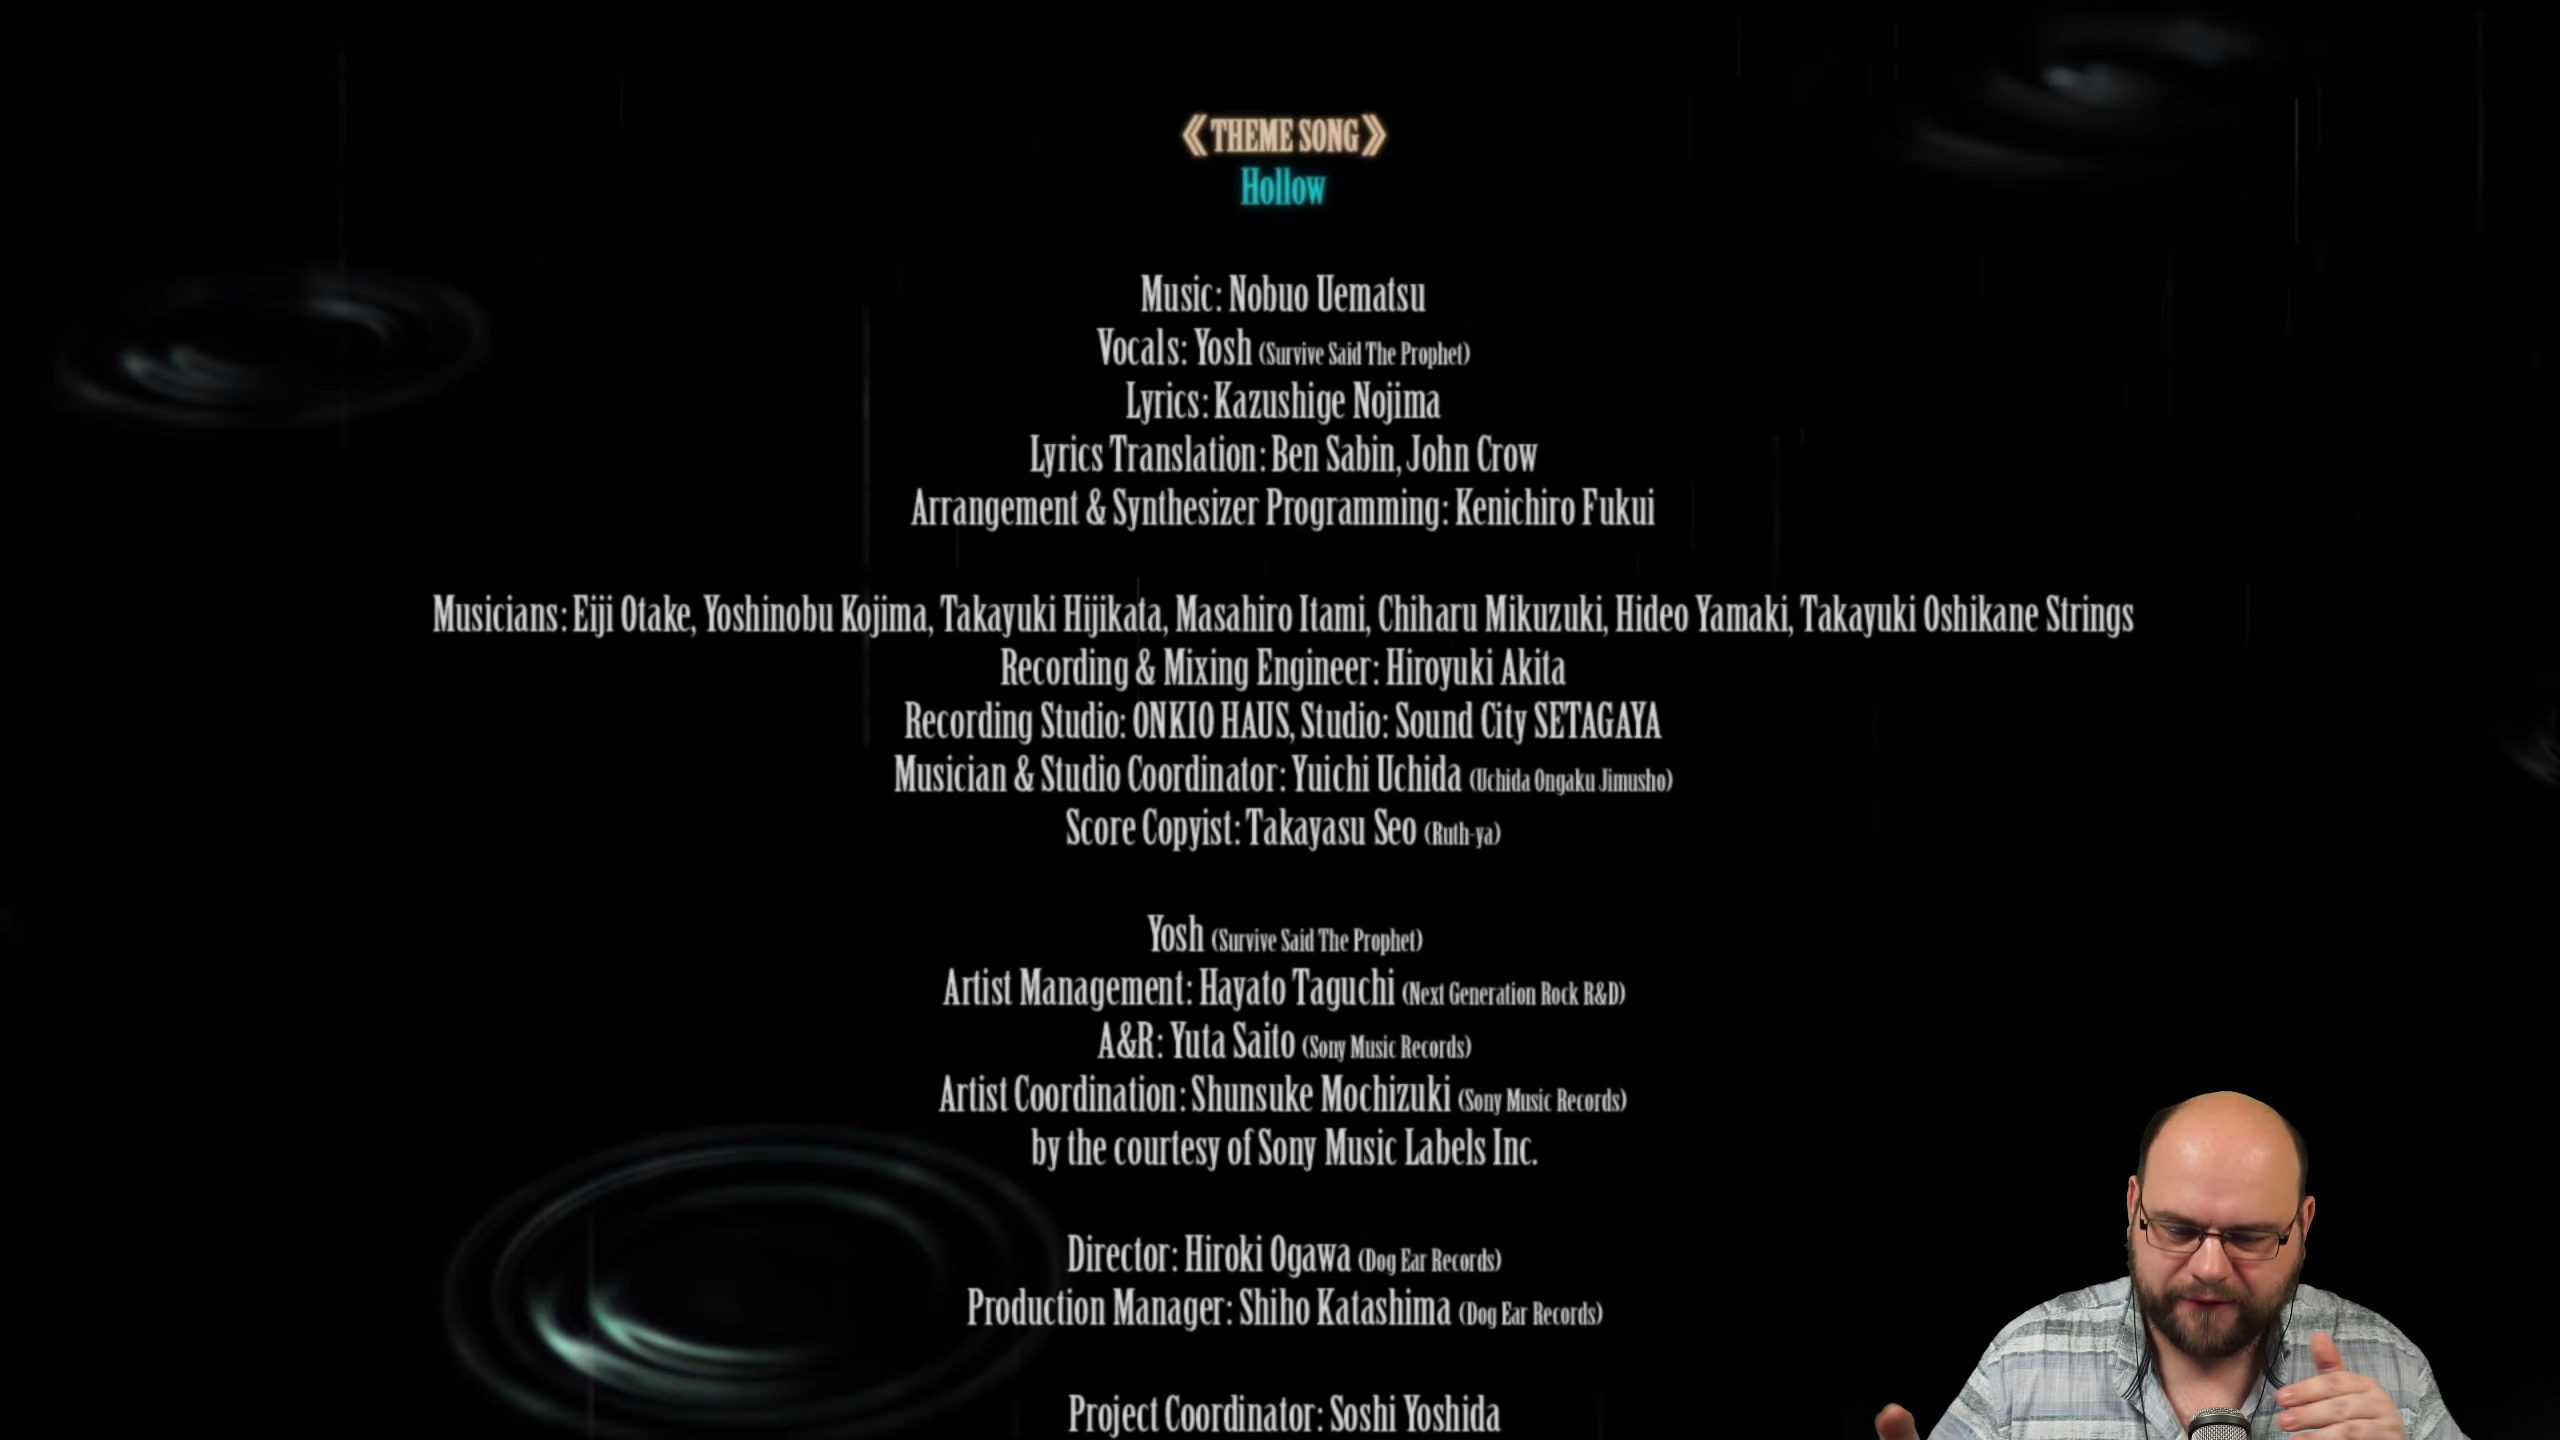 《THEME SONG》
Hollow
Music: Nobuo Uematsu
Vocals: Yosh (Survive Said The Prophet)
Lyrics: Kazushige Nojima
Lyrics Translation: Ben Sabin, John Crow
Arrangement & Synthesizer Programming: Kenichiro Fukui
Musicians: Eiji Otake, Yoshinobu Kojima, Takayuki Hijikata, Masahiro Itami, Chiharu Mikuzuki, Hideo Yamaki, Takayuki Oshikane Strings
Recording & Mixing Engineer: Hiroyuki Akita
Recording Studio: ONKIO HAUS, Studio: Sound City SETAGAYA
Musician & Studio Coordinator: Yuichi Uchida (Uchida Ongaku Jimusho)
Score Copyist: Takayasu Seo (Ruth-ya)
Yosh (Survive Said The Prophet)
Artist Management: Hayato Taguchi (Next Generation Rock R&D)
A&R: Yuta Saito (Sony Music Records)
Artist Coordination: Shunsuke Mochizuki (Sony Music Records)
by the courtesy of Sony Music Labels Inc.
Director: Hiroki Ogawa (Dog Ear Records)
Production Manager: Shiho Katashima (Dog Ear Records)
Project Coordinator: Soshi Yoshida